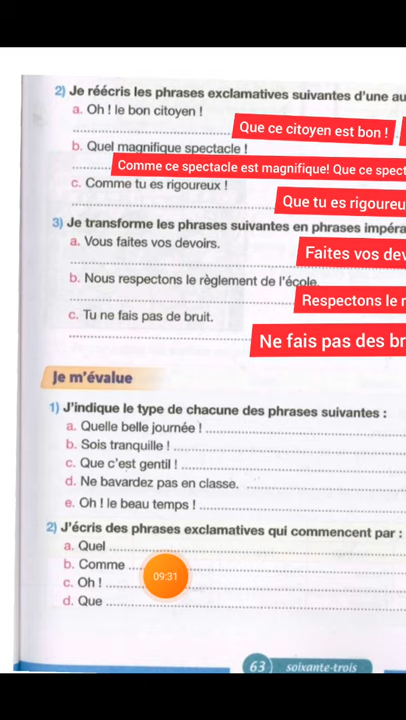 2) Je réécris les phrases exclamatives suivantes d'une au
a. Oh ! le bon citoyen !
Que ce citoyen est bon !
b. Quel magnifique spectacle !
Comme ce spectacle est magnifique! Que ce spect
c. Comme tu es rigoureux !
Que tu es rigoureu
3) Je transforme les phrases suivantes en phrases impéra
a. Vous faites vos devoirs.
Faites vos dev
b. Nous respectons le règlement de l'école.
Respectons le r
c. Tu ne fais pas de bruit.
Ne fais pas des br
Je m'évalue
1) J'indique le type de chacune des phrases suivantes :
a. Quelle belle journée !
b. Sois tranquille !
c. Que c'est gentil !
d. Ne bavardez pas en classe.
e. Oh ! le beau temps !
2) J'écris des phrases exclamatives qui commencent par :
a. Quel
b. Comme
09:31
c. Oh !
d. Que
63 soixante-trois